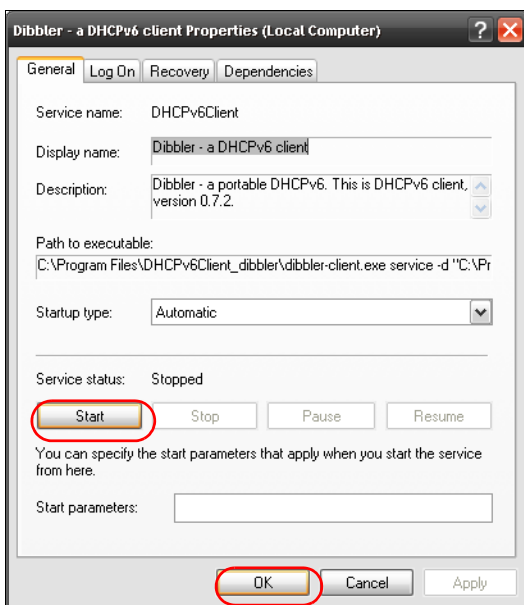 Dibbler - a DHCPv6 client Properties (Local Computer)
General Log On Recovery Dependencies
Service name: DHCPv6Client
Display name: Dibbler - a DHCPv6 client
Description: Dibbler - a portable DHCPv6. This is DHCPv6 client,
version 0.7.2.
Path to executable:
C:\Program Files\DHCPv6Client_dibbler\dibbler-client.exe service -d "C:\Pr
Startup type: Automatic
Service status: Stopped
Start Stop Pause Resume
You can specify the start parameters that apply when you start the service
from here.
Start parameters:
OK Cancel Apply